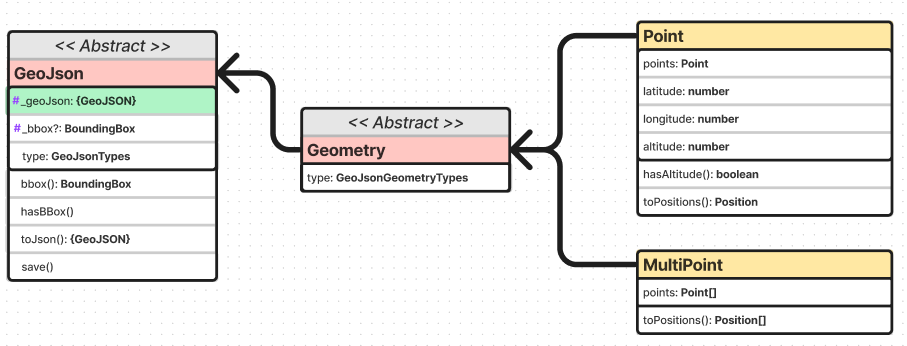 << Abstract >>
GeoJson
#_geoJson: {GeoJSON}
#_bbox?: BoundingBox
type: GeoJsonTypes
bbox(): BoundingBox
hasBBox()
toJson(): {GeoJSON}
save()
<< Abstract >>
Geometry
type: GeoJsonGeometryTypes
Point
points: Point
latitude: number
longitude: number
altitude: number
hasAltitude(): boolean
toPositions(): Position
MultiPoint
points: Point[]
toPositions(): Position[]